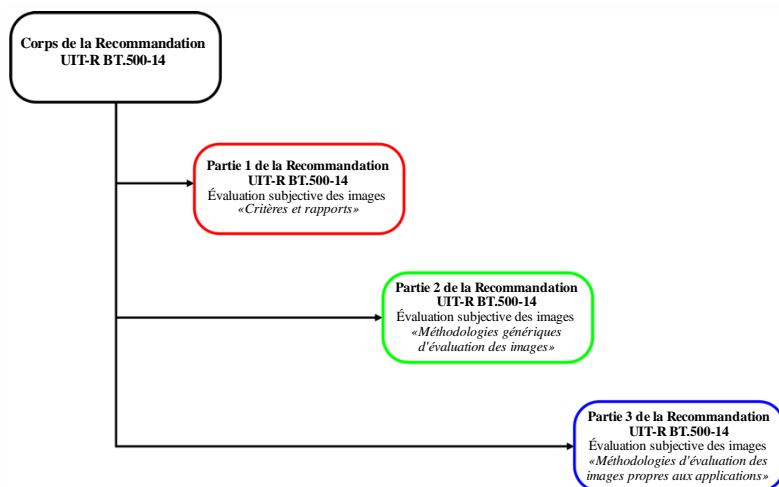 Corps de la Recommandation
UIT-R BT.500-14
Partie 1 de la Recommandation
UIT-R BT.500-14
Évaluation subjective des images
«Critères et rapports»
Partie 2 de la Recommandation
UIT-R BT.500-14
Évaluation subjective des images
«Méthodologies génériques
d'évaluation des images»
Partie 3 de la Recommandation
UIT-R BT.500-14
Évaluation subjective des images
«Méthodologies d'évaluation des
images propres aux applications»